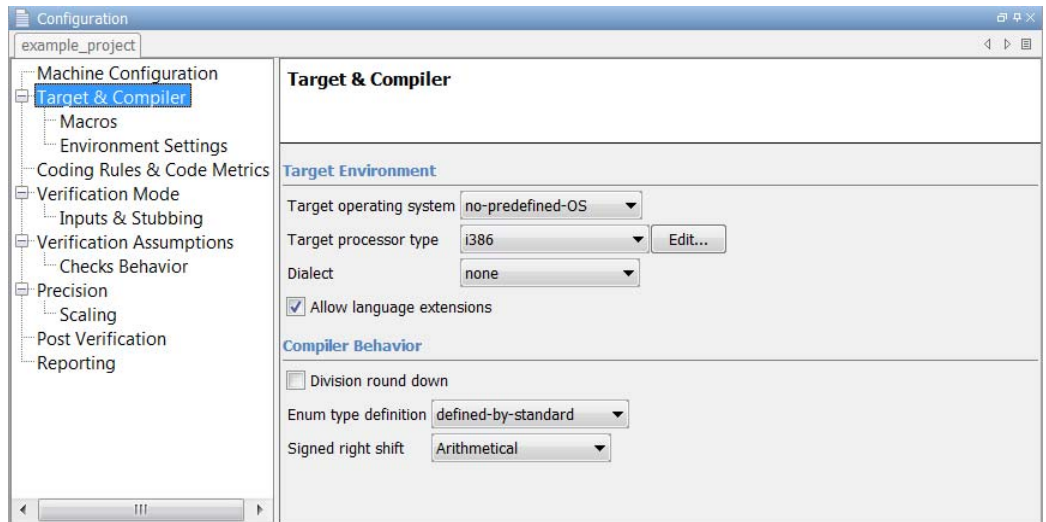 Configuration
example_project
Machine Configuration
Target & Compiler
Macros
Environment Settings
Coding Rules & Code Metrics
Verification Mode
Inputs & Stubbing
Verification Assumptions
Checks Behavior
Precision
Scaling
Post Verification
Reporting
Target & Compiler
Target Environment
Target operating system no-predefined-OS
Target processor type i386 Edit...
Dialect none
Allow language extensions
Compiler Behavior
Division round down
Enum type definition defined-by-standard
Signed right shift Arithmetical